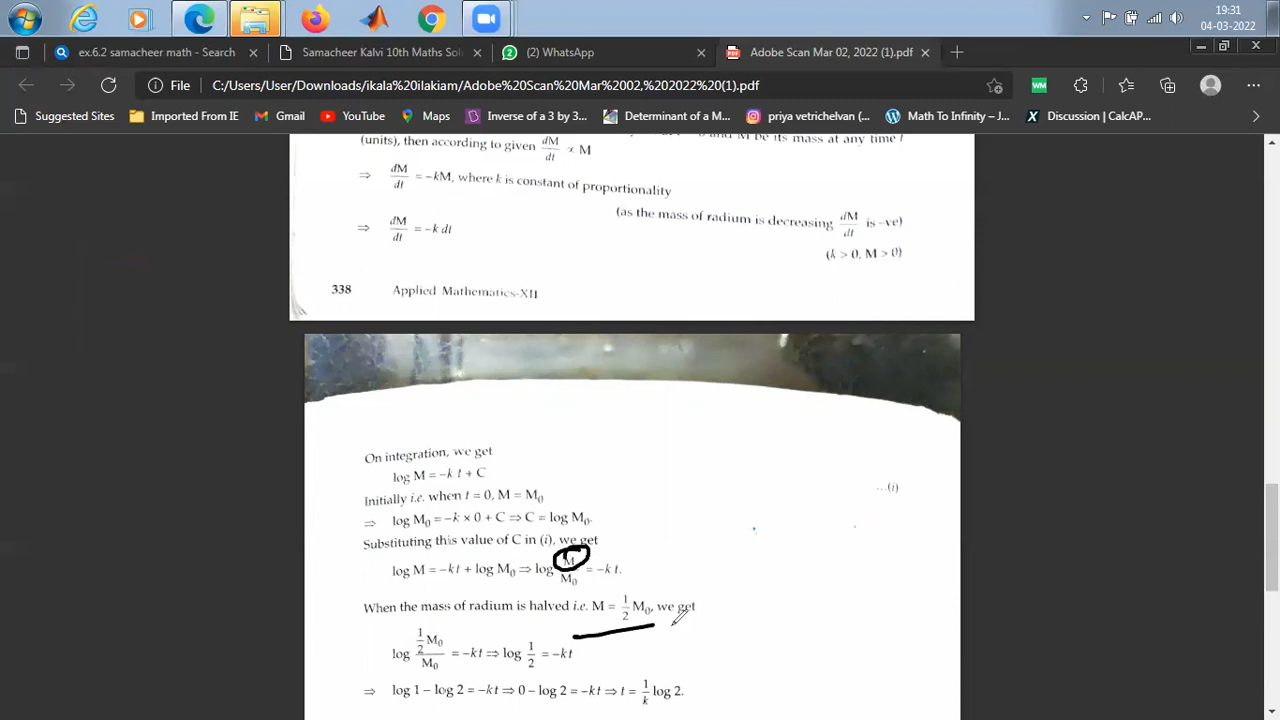 19:31
04-03-2022
ex.6.2 samacheer math - Search
Samacheer Kalvi 10th Maths Sol
(2) WhatsApp
Adobe Scan Mar 02, 2022 (1).pdf
File C:/Users/User/Downloads/ikala%20ilakiam/Adobe%20Scan%20Mar%2002,%202022%20(1).pdf
Suggested Sites Imported From IE Gmail YouTube Maps Inverse of a 3 by 3... Determinant of a M... priya vetrichelvan (... Math To Infinity – J... Discussion | CalcAP...
(units), then according to given dM/dt ∝ M and M be its mass at any time t
⇒ dM/dt = –kM, where k is constant of proportionality
(as the mass of radium is decreasing dM/dt is –ve)
⇒ dM/dt = –k dt
(k > 0, M > 0)
338 Applied Mathematics-XII
On integration, we get
log M = –k t + C ...(i)
Initially i.e. when t = 0, M = M₀
⇒ log M₀ = –k × 0 + C ⇒ C = log M₀.
Substituting this value of C in (i), we get
log M = –kt + log M₀ ⇒ log M/M₀ = –k t.
When the mass of radium is halved i.e. M = 1/2 M₀, we get
log (1/2 M₀)/M₀ = –kt ⇒ log 1/2 = –kt
⇒ log 1 – log 2 = –kt ⇒ 0 – log 2 = –kt ⇒ t = 1/k log 2.